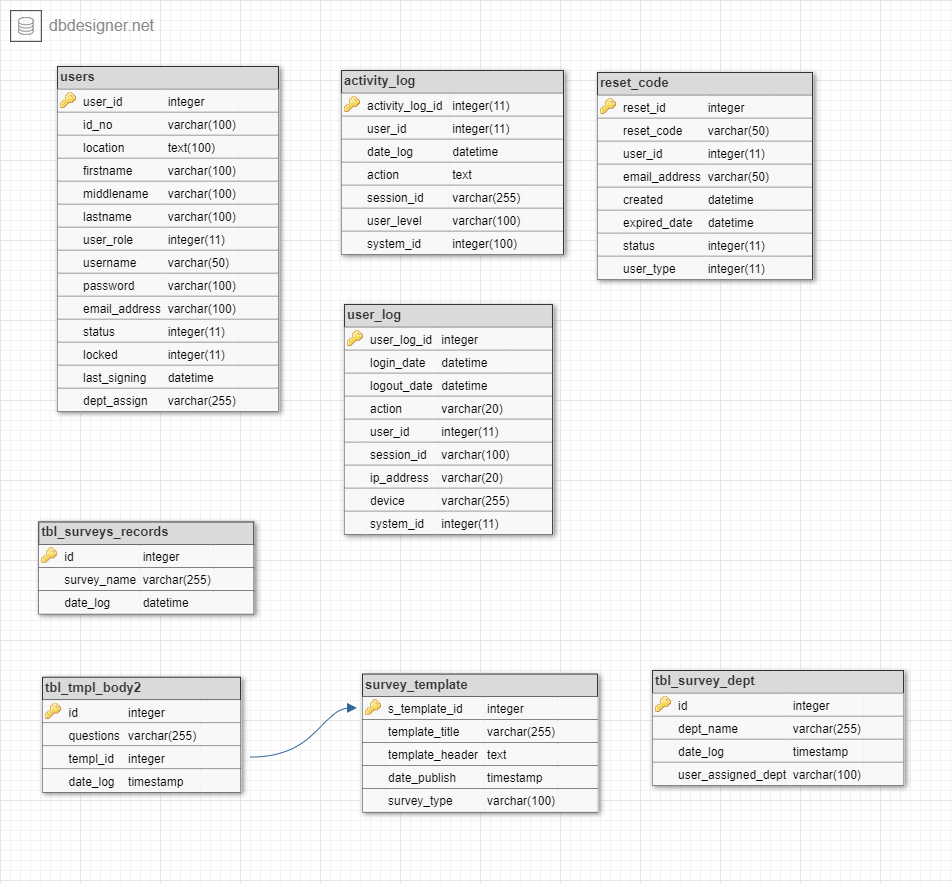 dbdesigner.net
users
user_id integer
id_no varchar(100)
location text(100)
firstname varchar(100)
middlename varchar(100)
lastname varchar(100)
user_role integer(11)
username varchar(50)
password varchar(100)
email_address varchar(100)
status integer(11)
locked integer(11)
last_signing datetime
dept_assign varchar(255)
activity_log
activity_log_id integer(11)
user_id integer(11)
date_log datetime
action text
session_id varchar(255)
user_level varchar(100)
system_id integer(100)
reset_code
reset_id integer
reset_code varchar(50)
user_id integer(11)
email_address varchar(50)
created datetime
expired_date datetime
status integer(11)
user_type integer(11)
user_log
user_log_id integer
login_date datetime
logout_date datetime
action varchar(20)
user_id integer(11)
session_id varchar(100)
ip_address varchar(20)
device varchar(255)
system_id integer(11)
tbl_surveys_records
id integer
survey_name varchar(255)
date_log datetime
tbl_tmpl_body2
id integer
questions varchar(255)
templ_id integer
date_log timestamp
survey_template
s_template_id integer
template_title varchar(255)
template_header text
date_publish timestamp
survey_type varchar(100)
tbl_survey_dept
id integer
dept_name varchar(255)
date_log timestamp
user_assigned_dept varchar(100)